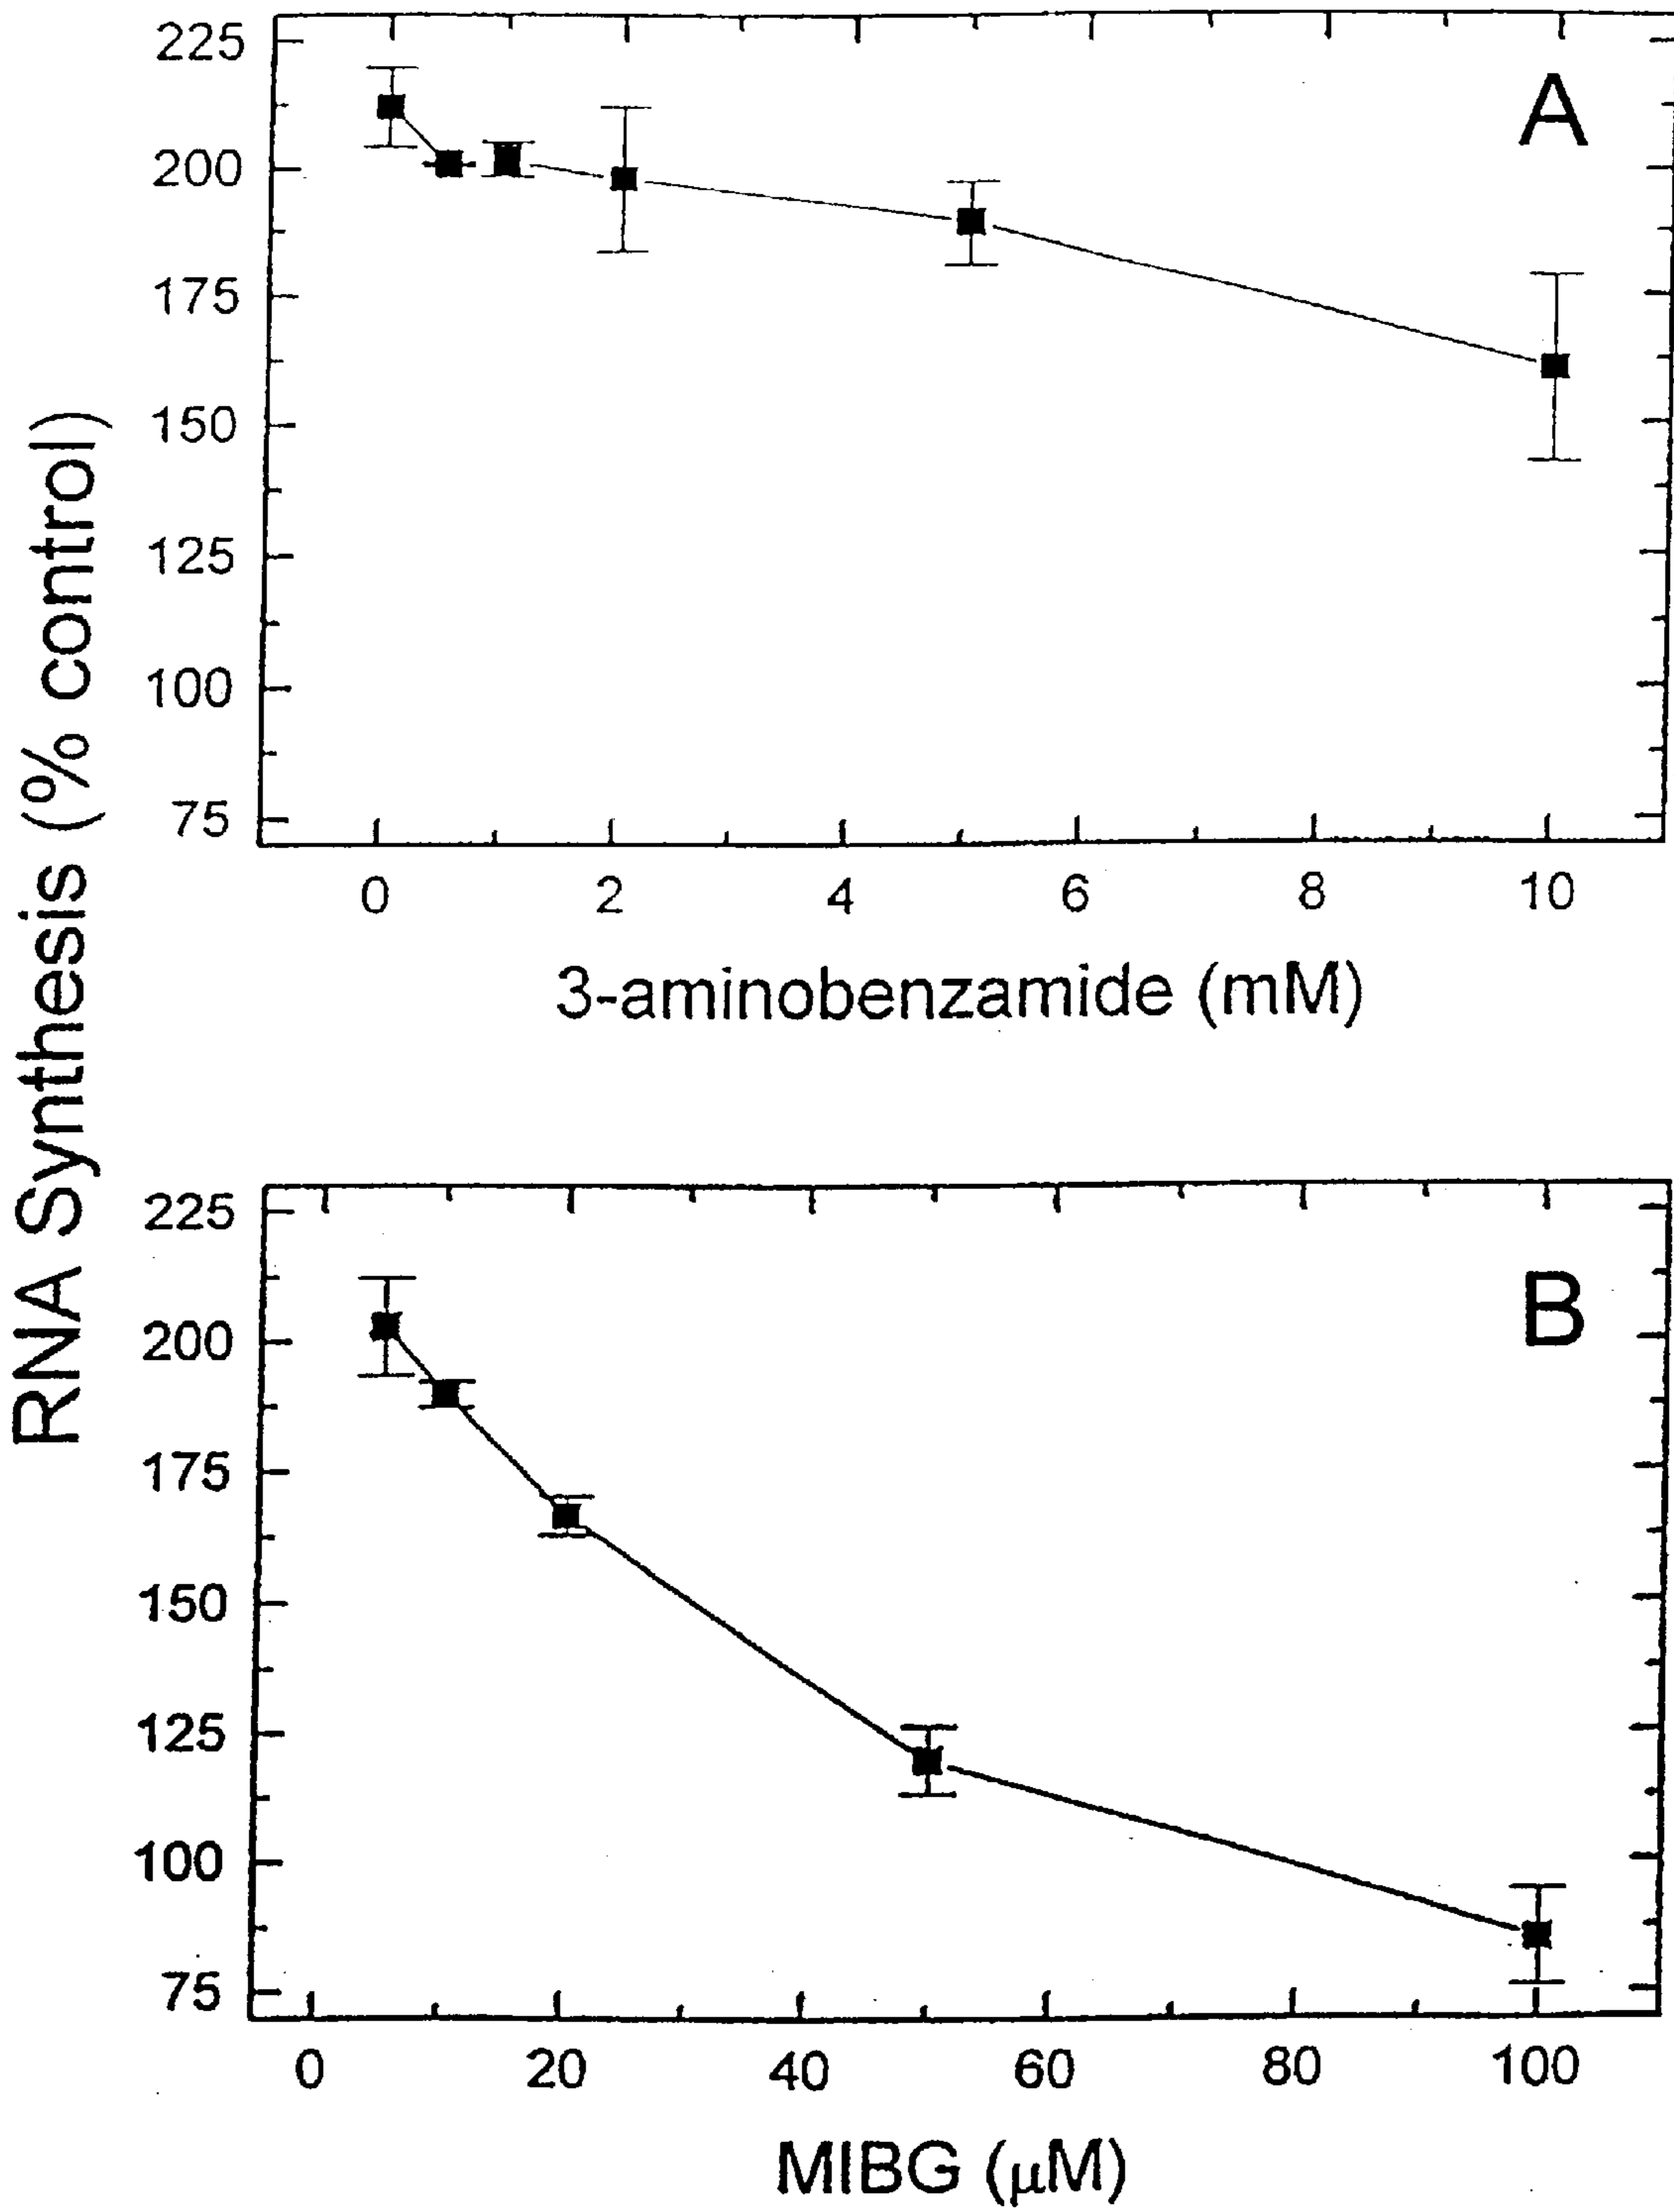 RNA Synthesis (% control)
A
225
200
175
150
125
100
75
0 2 4 6 8 10
3-aminobenzamide (mM)
B
225
200
175
150
125
100
75
0 20 40 60 80 100
MIBG (μM)